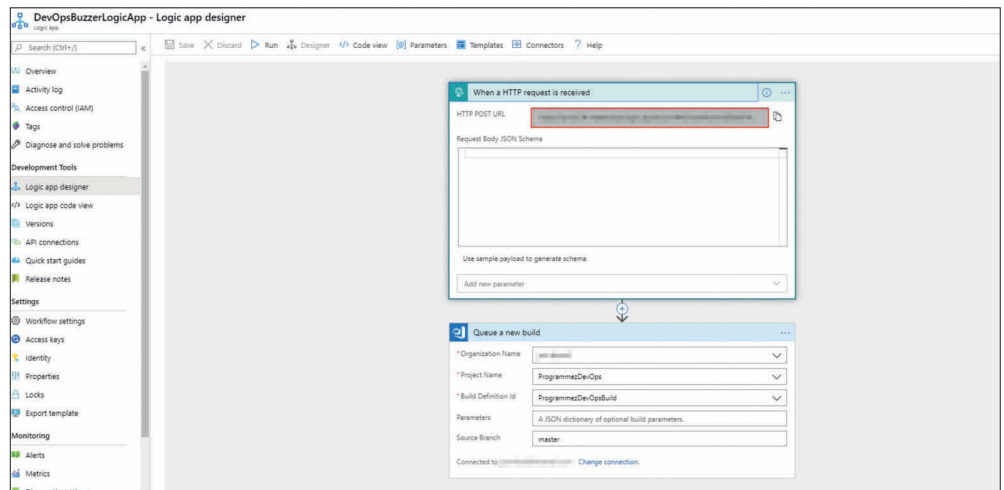 DevOpsBuzzerLogicApp - Logic app designer
Logic app
Search (Ctrl+/)
«
Save Discard Run Designer </> Code view [@] Parameters Templates Connectors ? Help
Overview
Activity log
Access control (IAM)
Tags
Diagnose and solve problems
Development Tools
Logic app designer
</> Logic app code view
Versions
API connections
Quick start guides
Release notes
Settings
Workflow settings
Access keys
Identity
Properties
Locks
Export template
Monitoring
Alerts
Metrics
When a HTTP request is received
HTTP POST URL
Request Body JSON Schema
Use sample payload to generate schema
Add new parameter
Queue a new build
* Organization Name
* Project Name ProgrammezDevOps
* Build Definition Id ProgrammezDevOpsBuild
Parameters A JSON dictionary of optional build parameters.
Source Branch master
Connected to Change connection.